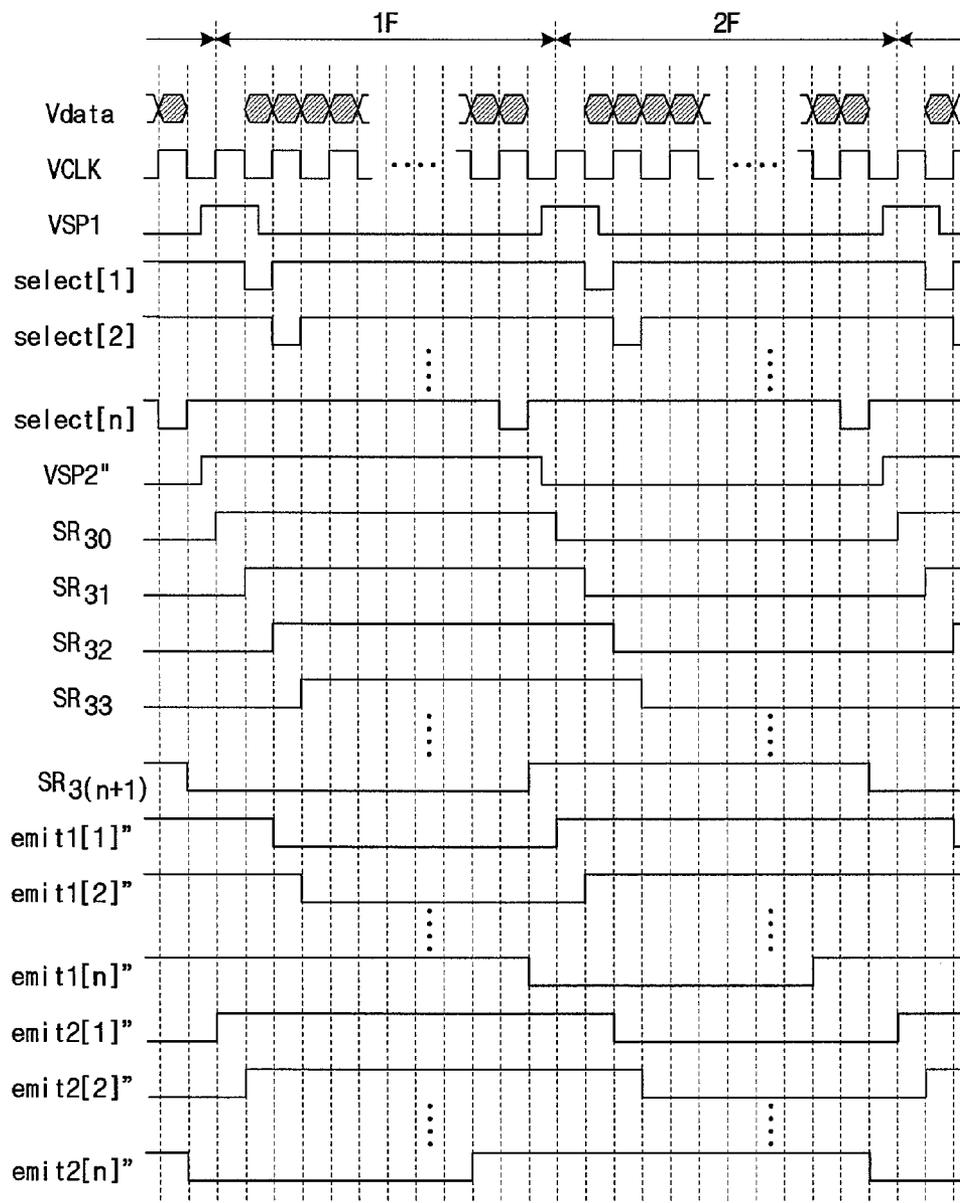 1F 2F
Vdata
VCLK
VSP1
select[1]
select[2]
select[n]
VSP2"
SR30
SR31
SR32
SR33
SR3(n+1)
emit1[1]”
emit1[2]”
emit1[n]”
emit2[1]”
emit2[2]”
emit2[n]”